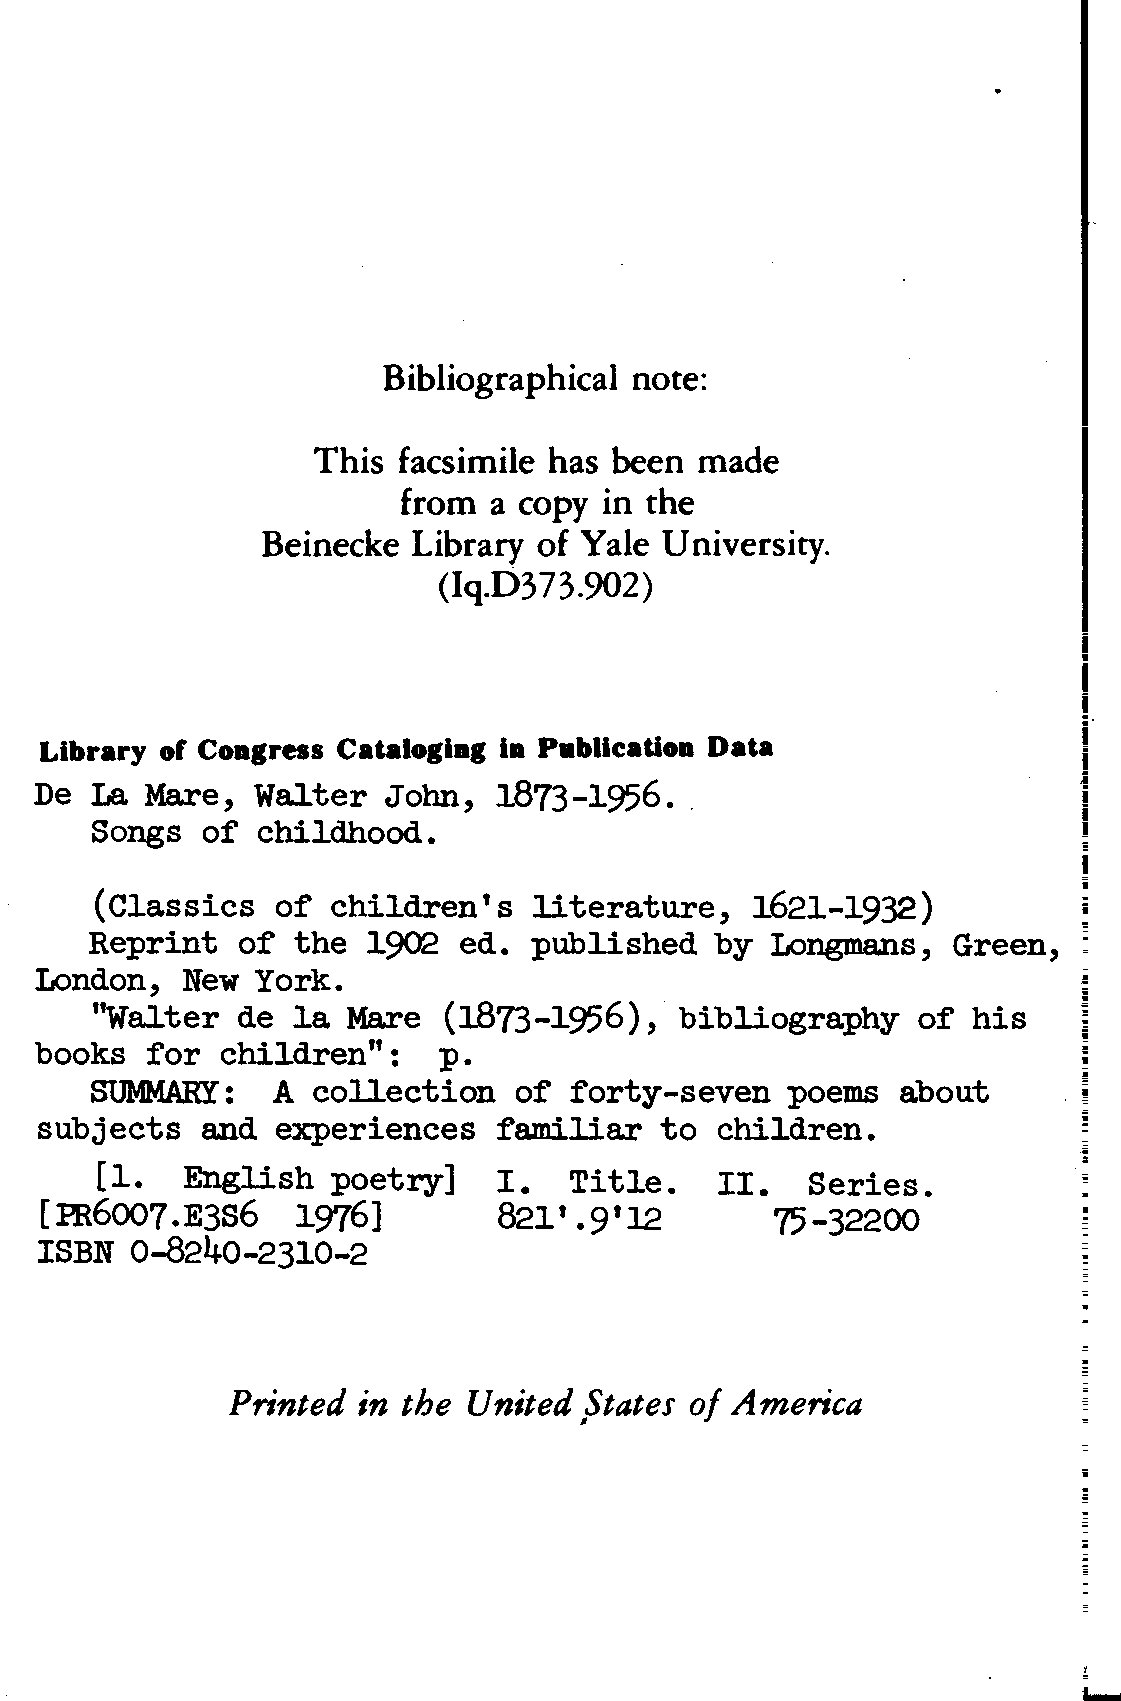 Bibliographical note:
This facsimile has been made
from a copy in the
Beinecke Library of Yale University.
(Iq.D373.902)
Library of Congress Cataloging in Publication Data
De La Mare, Walter John, 1873-1956.
Songs of childhood.
(Classics of children's literature, 1621-1932)
Reprint of the 1902 ed. published by Longmans, Green,
London, New York.
"Walter de la Mare (1873-1956), bibliography of his
books for children": p.
SUMMARY: A collection of forty-seven poems about
subjects and experiences familiar to children.
[1. English poetry] I. Title. II. Series.
[PR6007.E3S6 1976] 821'.9'12 75-32200
ISBN 0-8240-2310-2
Printed in the United States of America